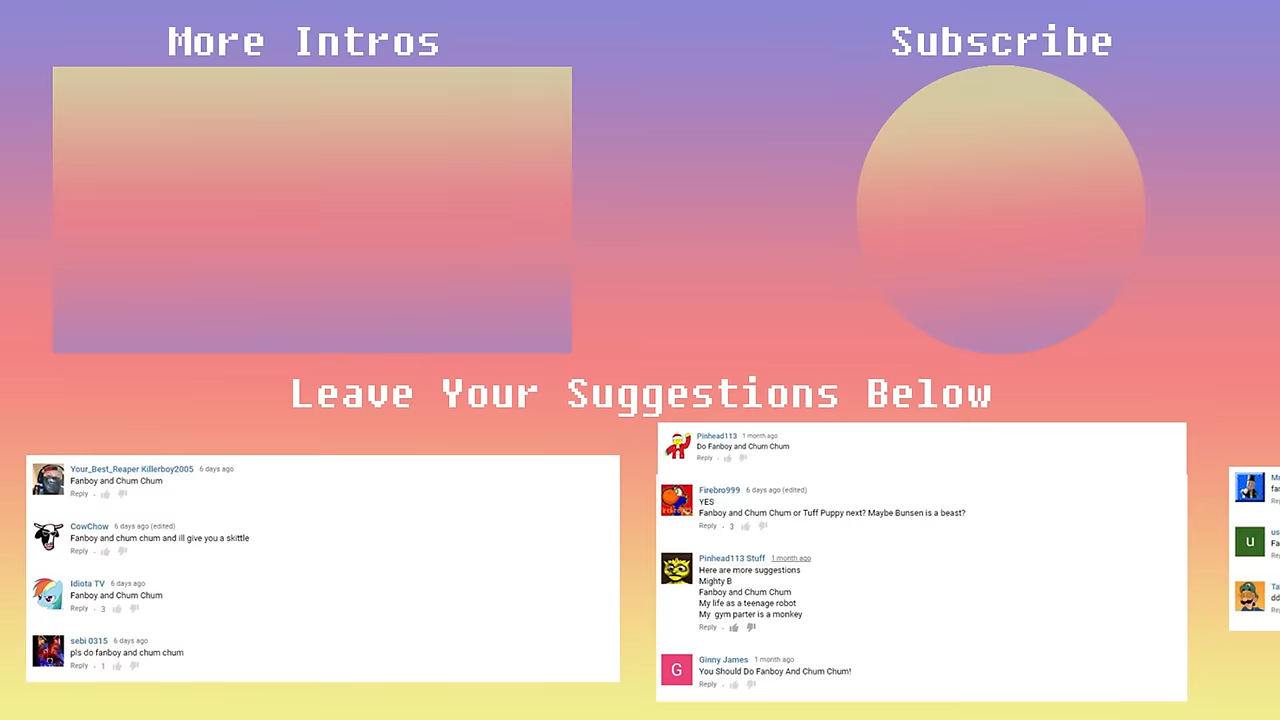 More Intros
Subscribe
Leave Your Suggestions Below
Your_Best_Reaper Killerboy2005 6 days ago
Fanboy and Chum Chum
Reply
CowChow 6 days ago (edited)
Fanboy and chum chum and ill give you a skittle
Reply
Idiota TV 6 days ago
Fanboy and Chum Chum
Reply · 3
sebi 0315 6 days ago
pls do fanboy and chum chum
Reply · 1
Pinhead113 1 month ago
Do Fanboy and Chum Chum
Reply ·
Firebro999 6 days ago (edited)
YES
Fanboy and Chum Chum or Tuff Puppy next? Maybe Bunsen is a beast?
Reply · 3
Pinhead113 Stuff 1 month ago
Here are more suggestions
Mighty B
Fanboy and Chum Chum
My life as a teenage robot
My gym parter is a monkey
Reply ·
G
Ginny James 1 month ago
You Should Do Fanboy And Chum Chum!
Reply ·
u